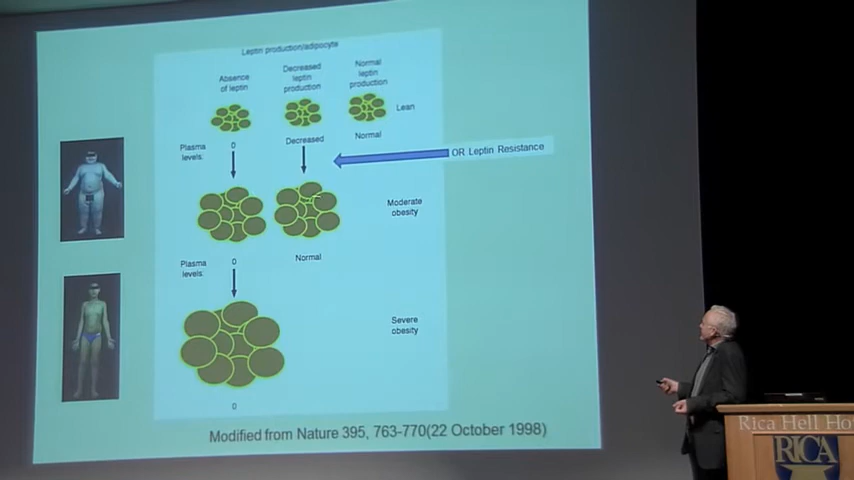 Leptin production/adipocyte
Absence
of leptin
Decreased
leptin
production
Normal
leptin
production
Lean
Plasma
levels:
0
Decreased
Normal
OR Leptin Resistance
Moderate
obesity
Plasma
levels:
0
Normal
Severe
obesity
0
Modified from Nature 395, 763-770(22 October 1998)
Rica Hell Ho
RICA